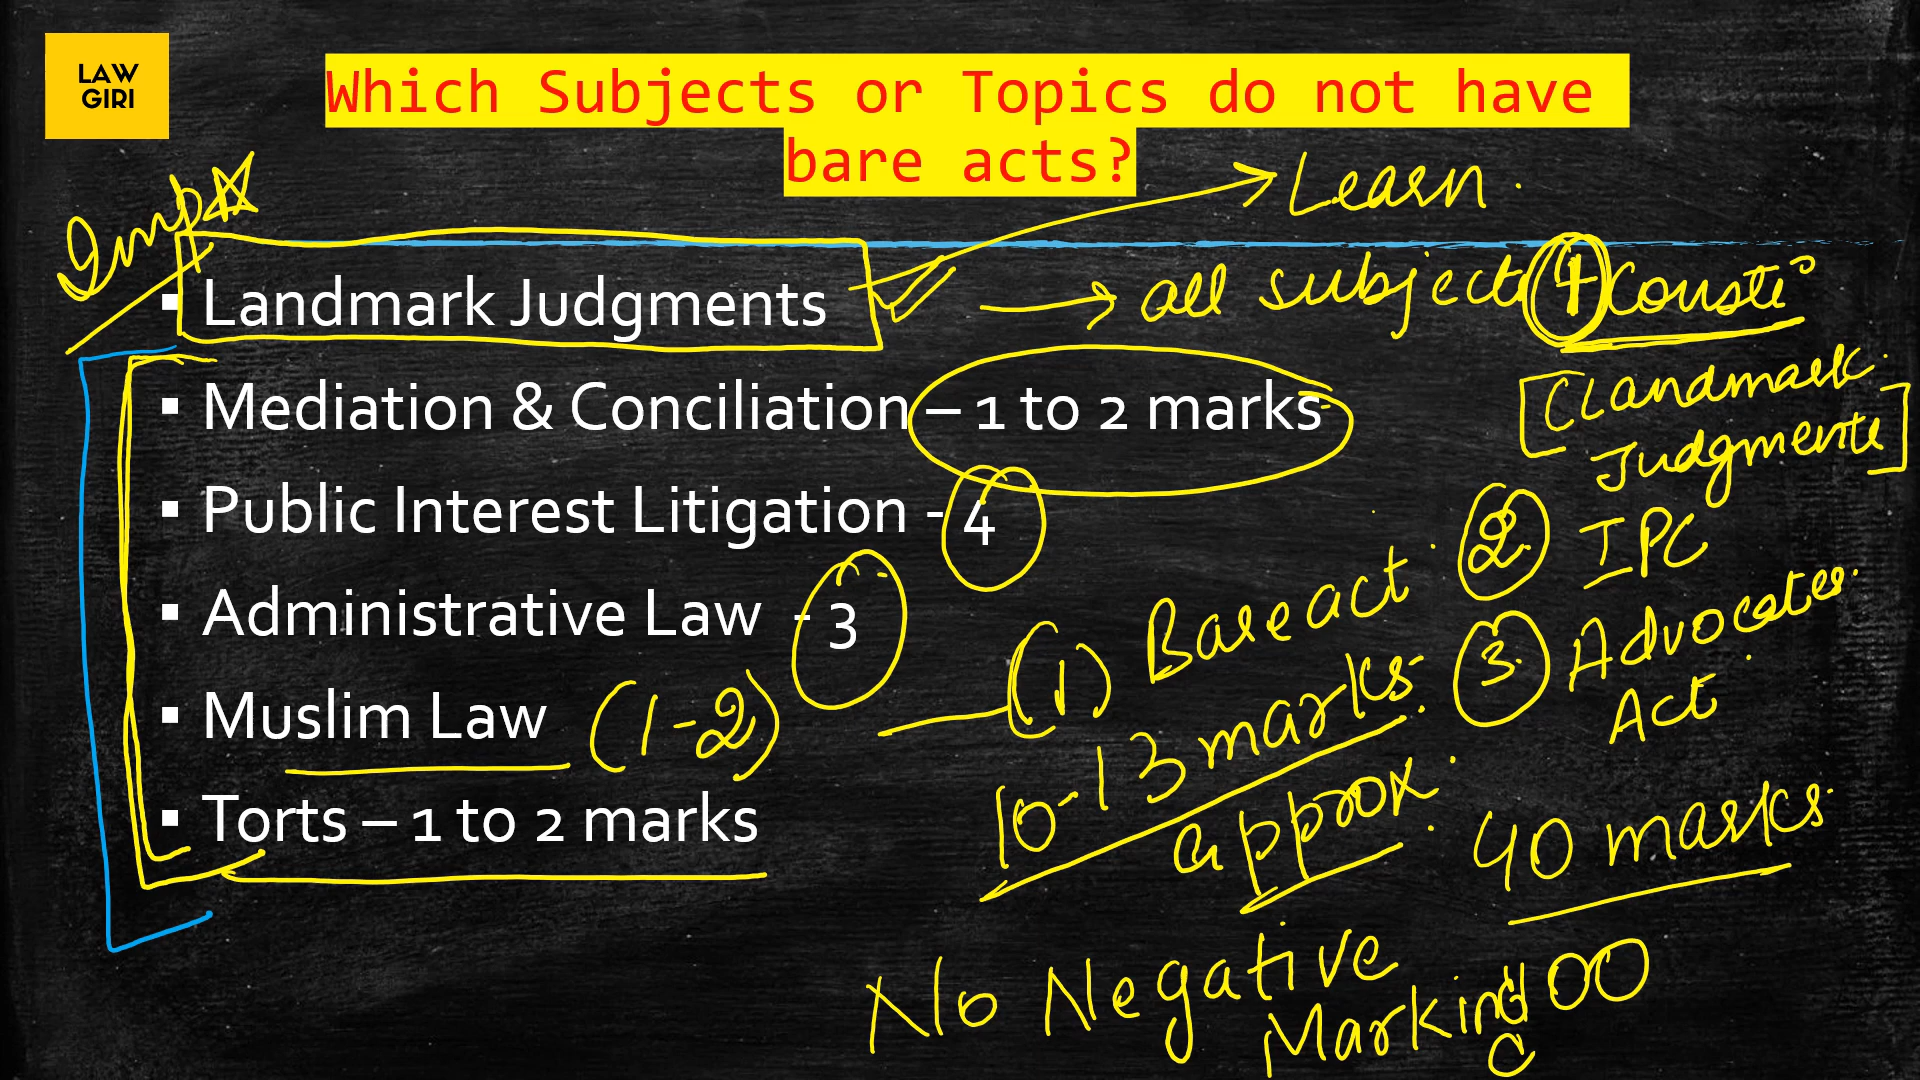 LAW
GIRI
Which Subjects or Topics do not have
bare acts?
Imp
Learn.
▪ Landmark Judgments
all subject
1 Consti
[(Landmark
Judgments]
▪ Mediation & Conciliation – 1 to 2 marks
▪ Public Interest Litigation - 4
2. IPC
▪ Administrative Law - 3
(1) Bare act
3. Advocates
Act
▪ Muslim Law (1-2)
10-13 marks
approx.
▪ Torts – 1 to 2 marks
40 marks
No Negative
Marking